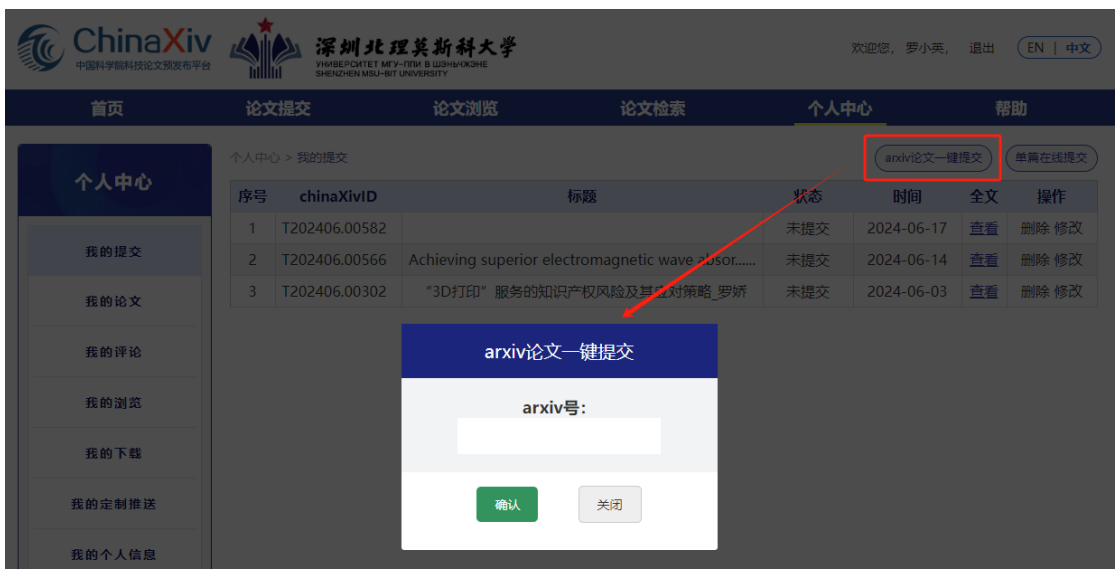 ChinaXiv
中国科学院科技论文预发布平台
深圳北理莫斯科大学
УНИВЕРСИТЕТ МГУ-ППИ В ШЭНЬЧЖЭНЕ
SHENZHEN MSU-BIT UNIVERSITY
欢迎您, 罗小英, 退出 EN | 中文
首页 论文提交 论文浏览 论文检索 个人中心 帮助
个人中心 > 我的提交 arxiv论文一键提交 单篇在线提交
个人中心
序号 chinaXivID 标题 状态 时间 全文 操作
1 T202406.00582 未提交 2024-06-17 查看 删除 修改
2 T202406.00566 Achieving superior electromagnetic wave absor...... 未提交 2024-06-14 查看 删除 修改
3 T202406.00302 “3D打印”服务的知识产权风险及其应对策略_罗娇 未提交 2024-06-03 查看 删除 修改
我的提交
我的论文
我的评论
我的浏览
我的下载
我的定制推送
我的个人信息
arxiv论文一键提交
arxiv号：
确认 关闭